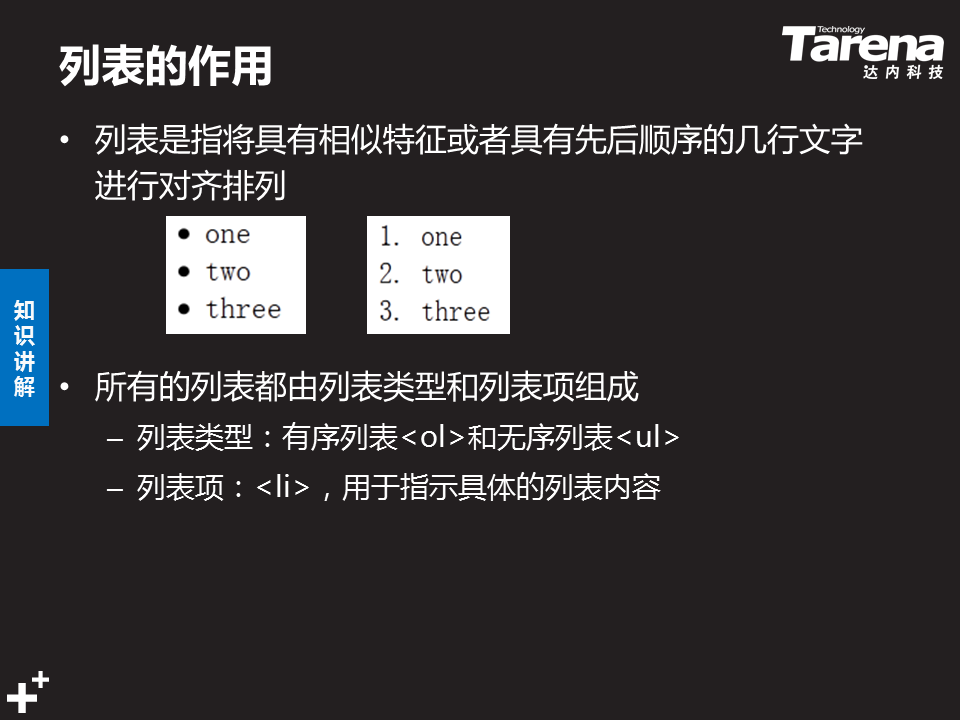 列表的作用
Technology
Tarena
达内科技
• 列表是指将具有相似特征或者具有先后顺序的几行文字
进行对齐排列
• one
• two
• three
1. one
2. two
3. three
知识讲解
• 所有的列表都由列表类型和列表项组成
– 列表类型：有序列表<ol>和无序列表<ul>
– 列表项：<li>，用于指示具体的列表内容